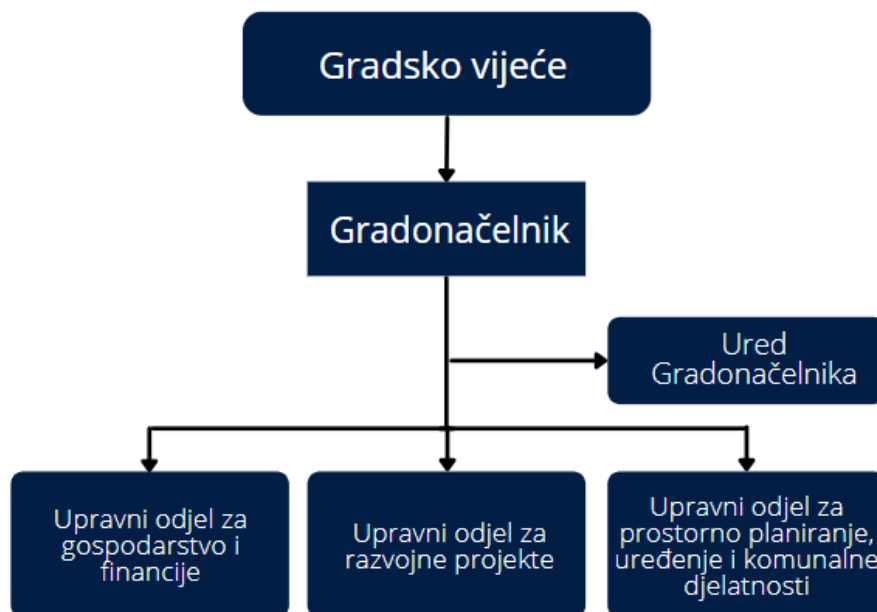 Gradsko vijeće
Gradonačelnik
Ured
Gradonačelnika
Upravni odjel za
gospodarstvo i
financije
Upravni odjel za
razvojne projekte
Upravni odjel za
prostorno planiranje,
uređenje i komunalne
djelatnosti